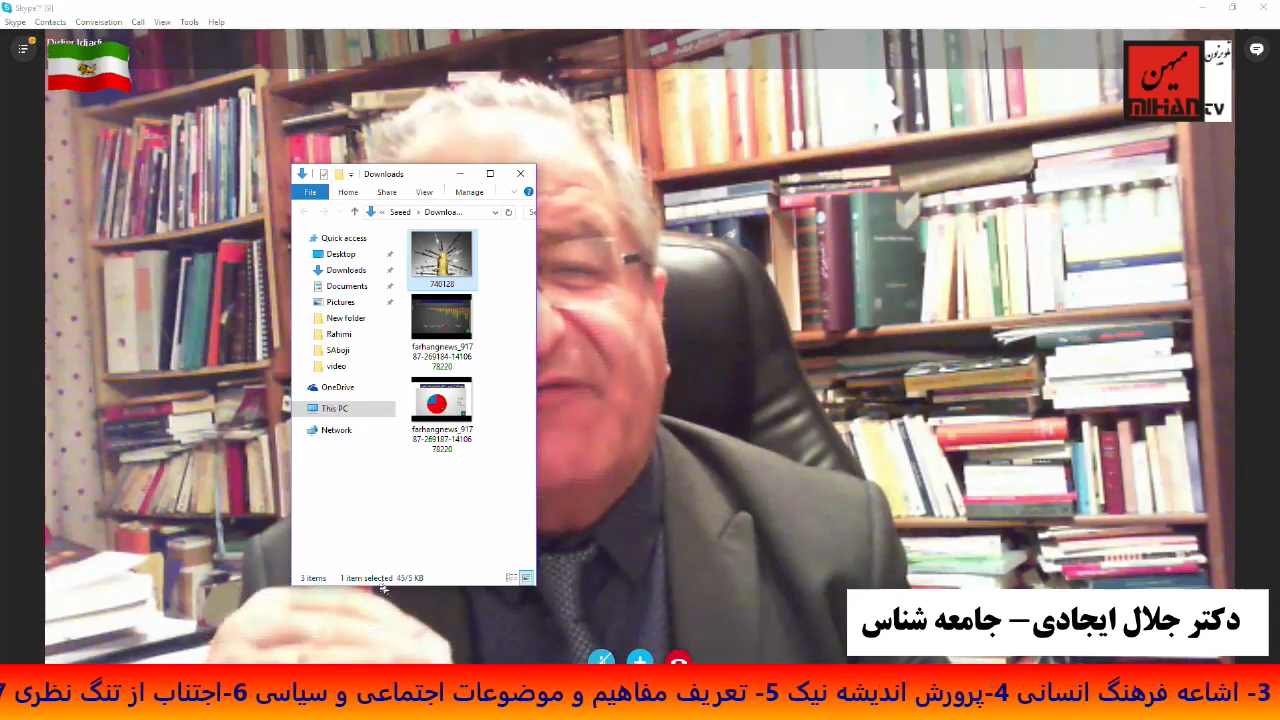 Skype™ [9]
Skype Contacts Conversation Call View Tools Help
میهن
تلویزیون
MIHAN TV
Downloads
File Home Share View Manage
« Saeed › Downloa...
Quick access
Desktop
Downloads
Documents
Pictures
New folder
Rahimi
SAboji
video
OneDrive
This PC
Network
740128
farhangnews_917
87-269184-14106
78220
farhangnews_917
87-269187-14106
78220
3 items 1 item selected 45/5 KB
دکتر جلال ایجادی- جامعه شناس
3- اشاعه فرهنگ انسانی 4-پرورش اندیشه نیک 5- تعریف مفاهیم و موضوعات اجتماعی و سیاسی 6-اجتناب از تنگ نظری 7